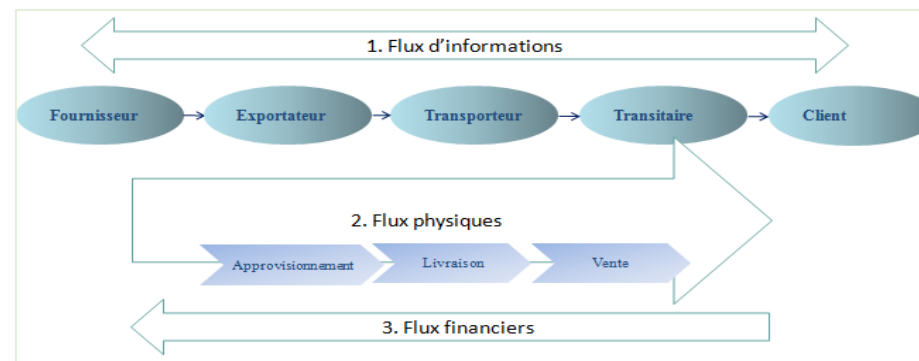 1. Flux d'informations
Fournisseur
Exportateur
Transporteur
Transitaire
Client
2. Flux physiques
Approvisionnement
Livraison
Vente
3. Flux financiers